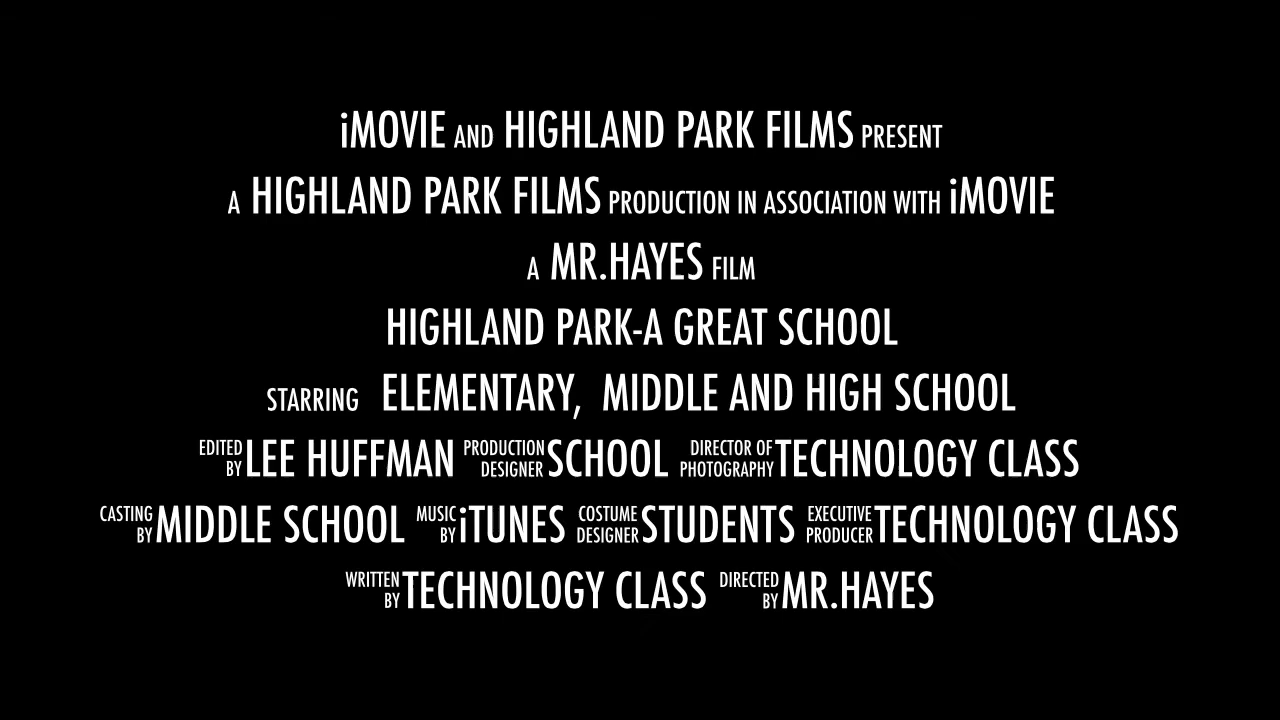 iMOVIE AND HIGHLAND PARK FILMS PRESENT
A HIGHLAND PARK FILMS PRODUCTION IN ASSOCIATION WITH iMOVIE
A MR.HAYES FILM
HIGHLAND PARK-A GREAT SCHOOL
STARRING ELEMENTARY, MIDDLE AND HIGH SCHOOL
EDITED BY LEE HUFFMAN PRODUCTION DESIGNER SCHOOL DIRECTOR OF PHOTOGRAPHY TECHNOLOGY CLASS
CASTING BY MIDDLE SCHOOL MUSIC BY iTUNES COSTUME DESIGNER STUDENTS EXECUTIVE PRODUCER TECHNOLOGY CLASS
WRITTEN BY TECHNOLOGY CLASS DIRECTED BY MR.HAYES